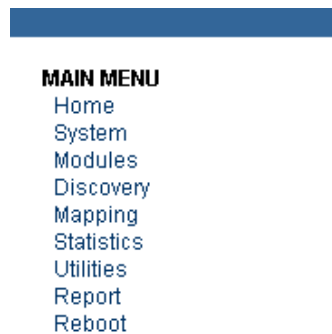 MAIN MENU
Home
System
Modules
Discovery
Mapping
Statistics
Utilities
Report
Reboot